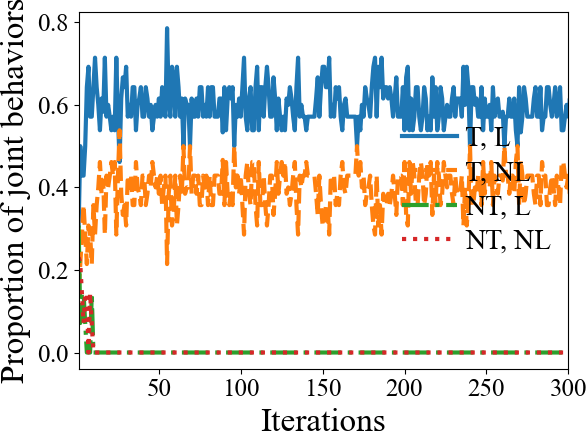 Proportion of joint behaviors
0.8
0.6
0.4
0.2
0.0
T, L
T, NL
NT, L
NT, NL
50
100
150
200
250
300
Iterations